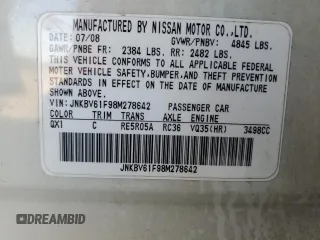 MANUFACTURED BY NISSAN MOTOR CO.,LTD.
DATE: 07/08 GVWR/PNBV: 4845 LBS.
GAWR/PNBE FR: 2384 LBS. RR: 2482 LBS.
THIS VEHICLE CONFORMS TO ALL APPLICABLE FEDERAL
MOTOR VEHICLE SAFETY,BUMPER,AND THEFT PREVENTION
STANDARDS IN EFFECT ON THE DATE OF MANUFACTURE
SHOWN ABOVE.
VIN:JNKBV61F98M278642 PASSENGER CAR
COLOR TRIM TRANS AXLE ENGINE
QX1 C RE5R05A RC36 VQ35(HR) 3498CC
JNKBV61F98M278642
DREAMBID